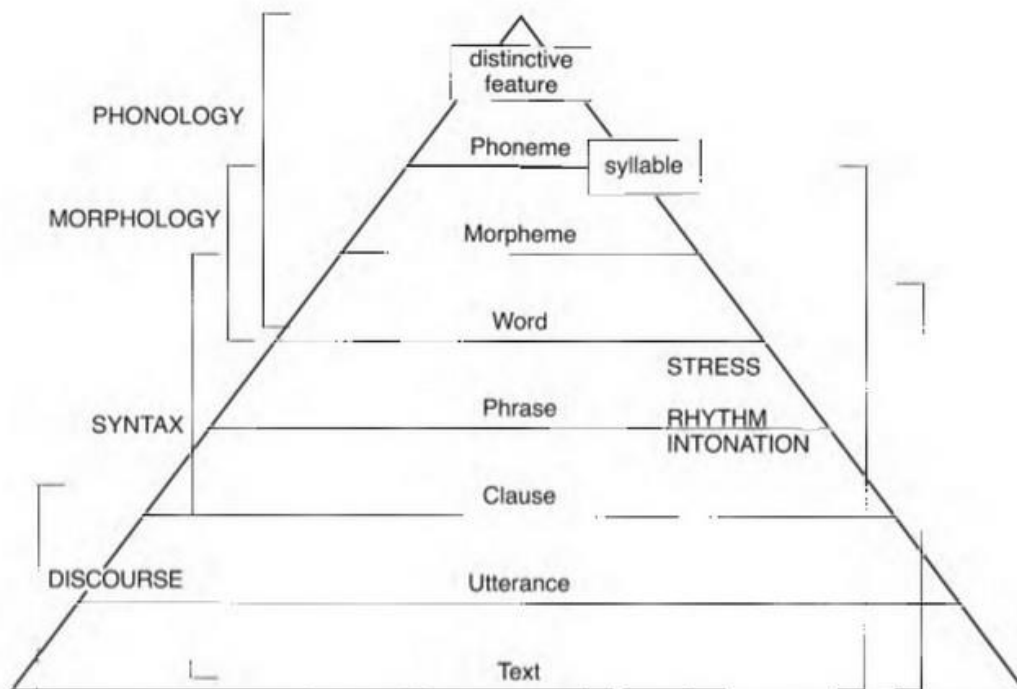 distinctive
feature
PHONOLOGY
Phoneme
syllable
MORPHOLOGY
Morpheme
Word
STRESS
SYNTAX
Phrase
RHYTHM
INTONATION
Clause
DISCOURSE
Utterance
Text